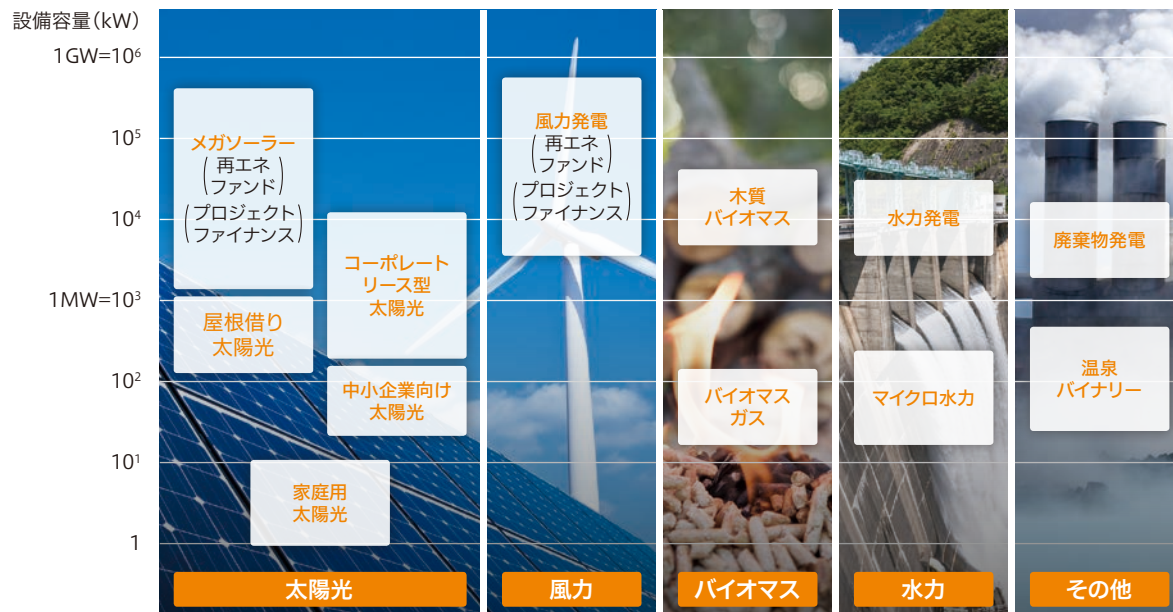 設備容量(kW)
1GW=10⁶
10⁵
10⁴
1MW=10³
10²
10¹
1
メガソーラー
(再エネ
ファンド)
(プロジェクト
ファイナンス)
屋根借り
太陽光
コーポレート
リース型
太陽光
中小企業向け
太陽光
家庭用
太陽光
太陽光
風力発電
(再エネ
ファンド)
(プロジェクト
ファイナンス)
風力
木質
バイオマス
バイオマス
ガス
バイオマス
水力発電
マイクロ水力
水力
廃棄物発電
温泉
バイナリー
その他